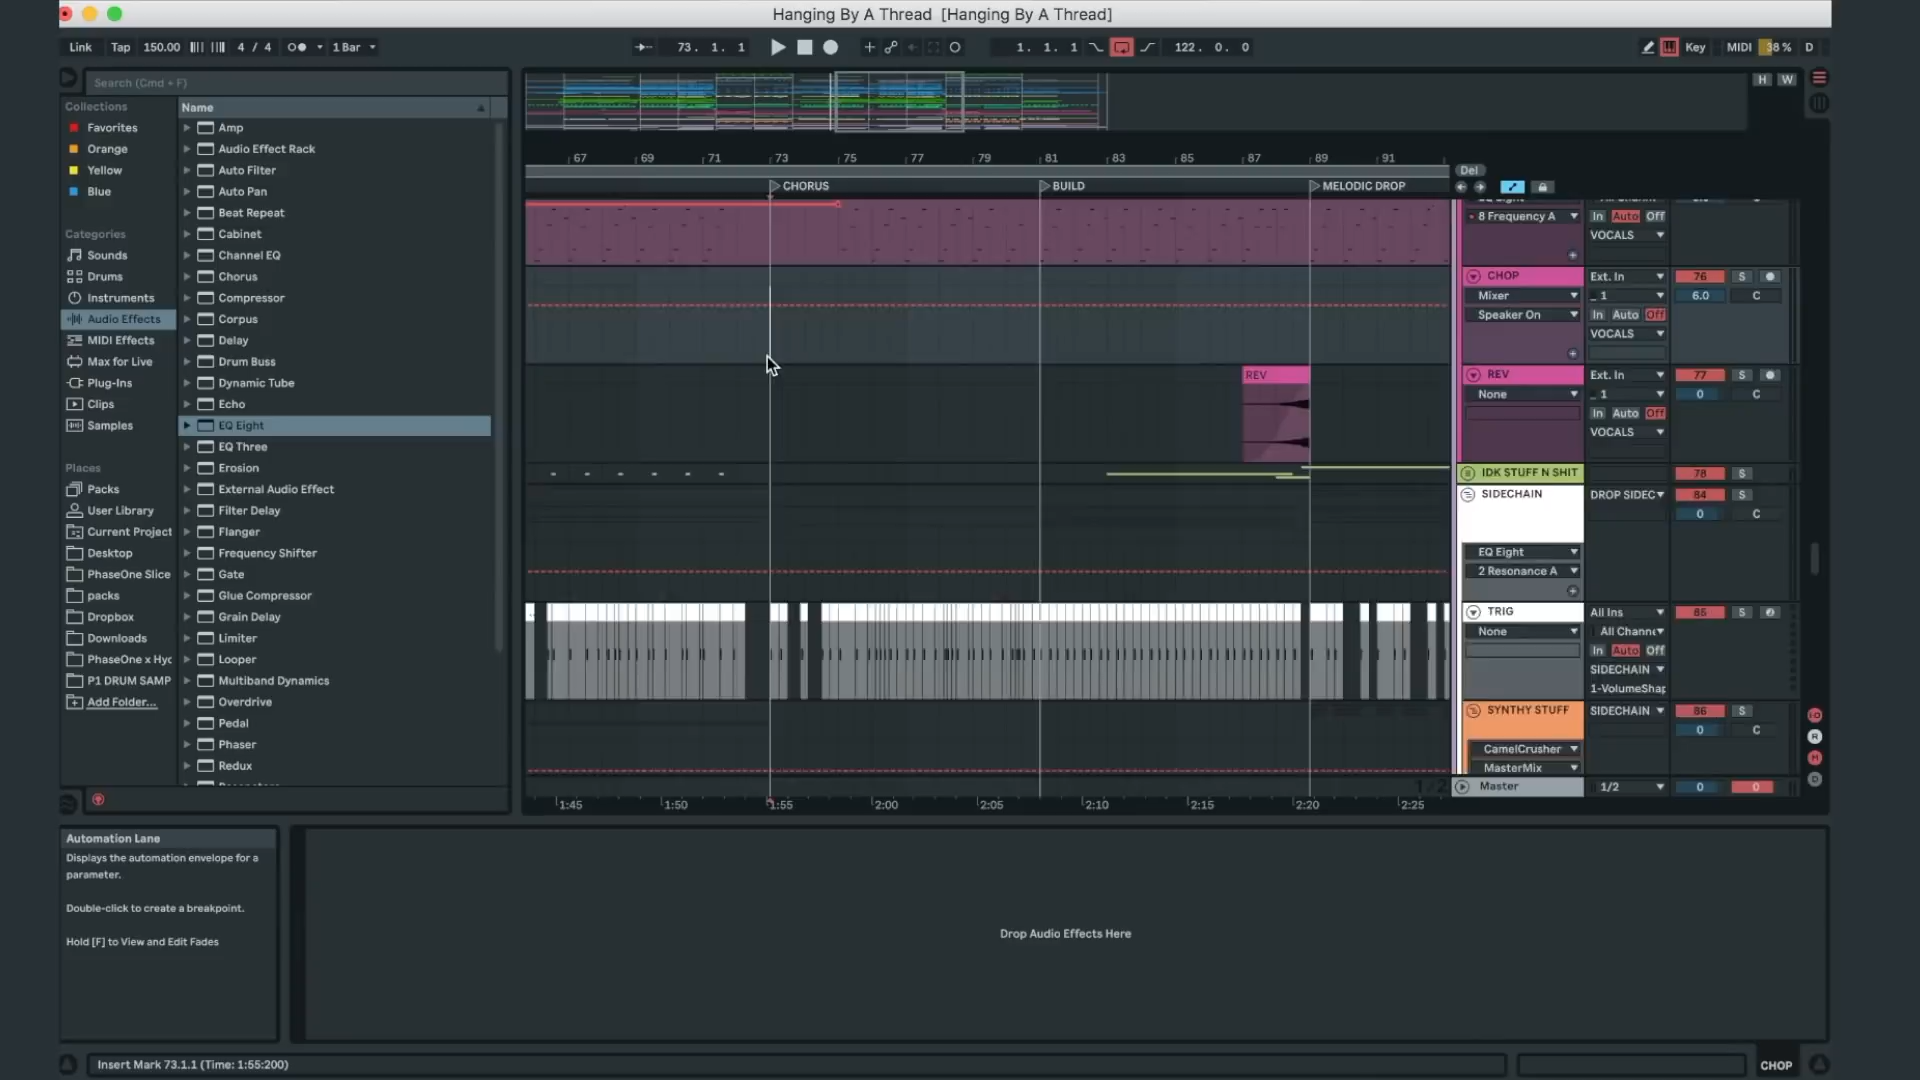 Hanging By A Thread [Hanging By A Thread]
Link Tap 150.00 4 / 4 1 Bar 73. 1. 1 1. 1. 1 122. 0. 0 Key MIDI 38 % D
Search (Cmd + F)
H W
Collections
Favorites
Orange
Yellow
Blue
Categories
Sounds
Drums
Instruments
Audio Effects
MIDI Effects
Max for Live
Plug-Ins
Clips
Samples
Places
Packs
User Library
Current Project
Desktop
PhaseOne Slice
packs
Dropbox
Downloads
PhaseOne x Hyc
P1 DRUM SAMP
Add Folder...
Name
Amp
Audio Effect Rack
Auto Filter
Auto Pan
Beat Repeat
Cabinet
Channel EQ
Chorus
Compressor
Corpus
Delay
Drum Buss
Dynamic Tube
Echo
EQ Eight
EQ Three
Erosion
External Audio Effect
Filter Delay
Flanger
Frequency Shifter
Gate
Glue Compressor
Grain Delay
Limiter
Looper
Multiband Dynamics
Overdrive
Pedal
Phaser
Redux
67 69 71 73 75 77 79 81 83 85 87 89 91
Del
CHORUS BUILD MELODIC DROP
8 Frequency A In Auto Off
VOCALS
CHOP Ext. In 76 S
Mixer 1 6.0 C
Speaker On In Auto Off
VOCALS
REV
REV Ext. In 77 S
None 1 0 C
In Auto Off
VOCALS
IDK STUFF N SHIT 78 S
SIDECHAIN DROP SIDEC 84 S
0 C
EQ Eight
2 Resonance A
TRIG All Ins 85 S
None All Channe
In Auto Off
SIDECHAIN
1-VolumeShap
SYNTHY STUFF SIDECHAIN 86 S
0 C
CamelCrusher
MasterMix
1/2
Master 1/2 0 0
1:45 1:50 1:55 2:00 2:05 2:10 2:15 2:20 2:25
Automation Lane
Displays the automation envelope for a
parameter.
Double-click to create a breakpoint.
Hold [F] to View and Edit Fades
Drop Audio Effects Here
Insert Mark 73.1.1 (Time: 1:55:200)
CHOP